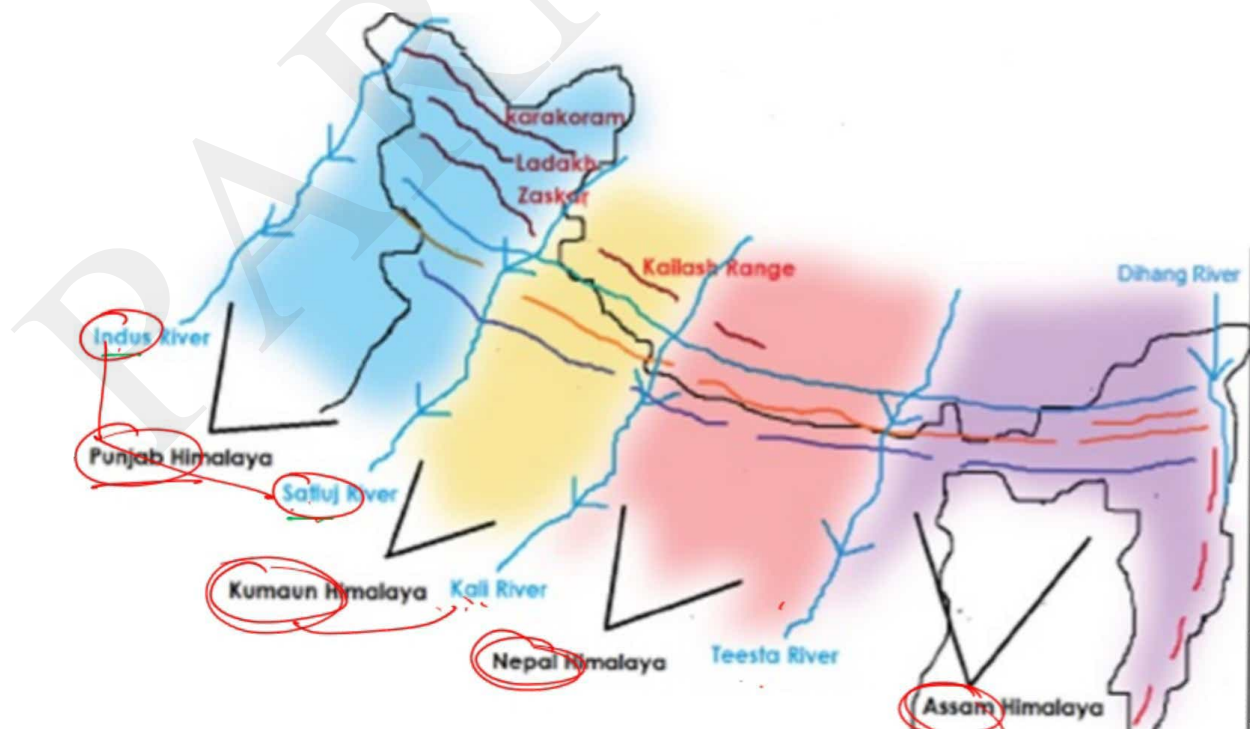 karakoram
Ladakh
Zaskar
Kailash Range
Dihang River
Indus River
Punjab Himalaya
Satluj River
Kumaun Himalaya
Kali River
Nepal Himalaya
Teesta River
Assam Himalaya